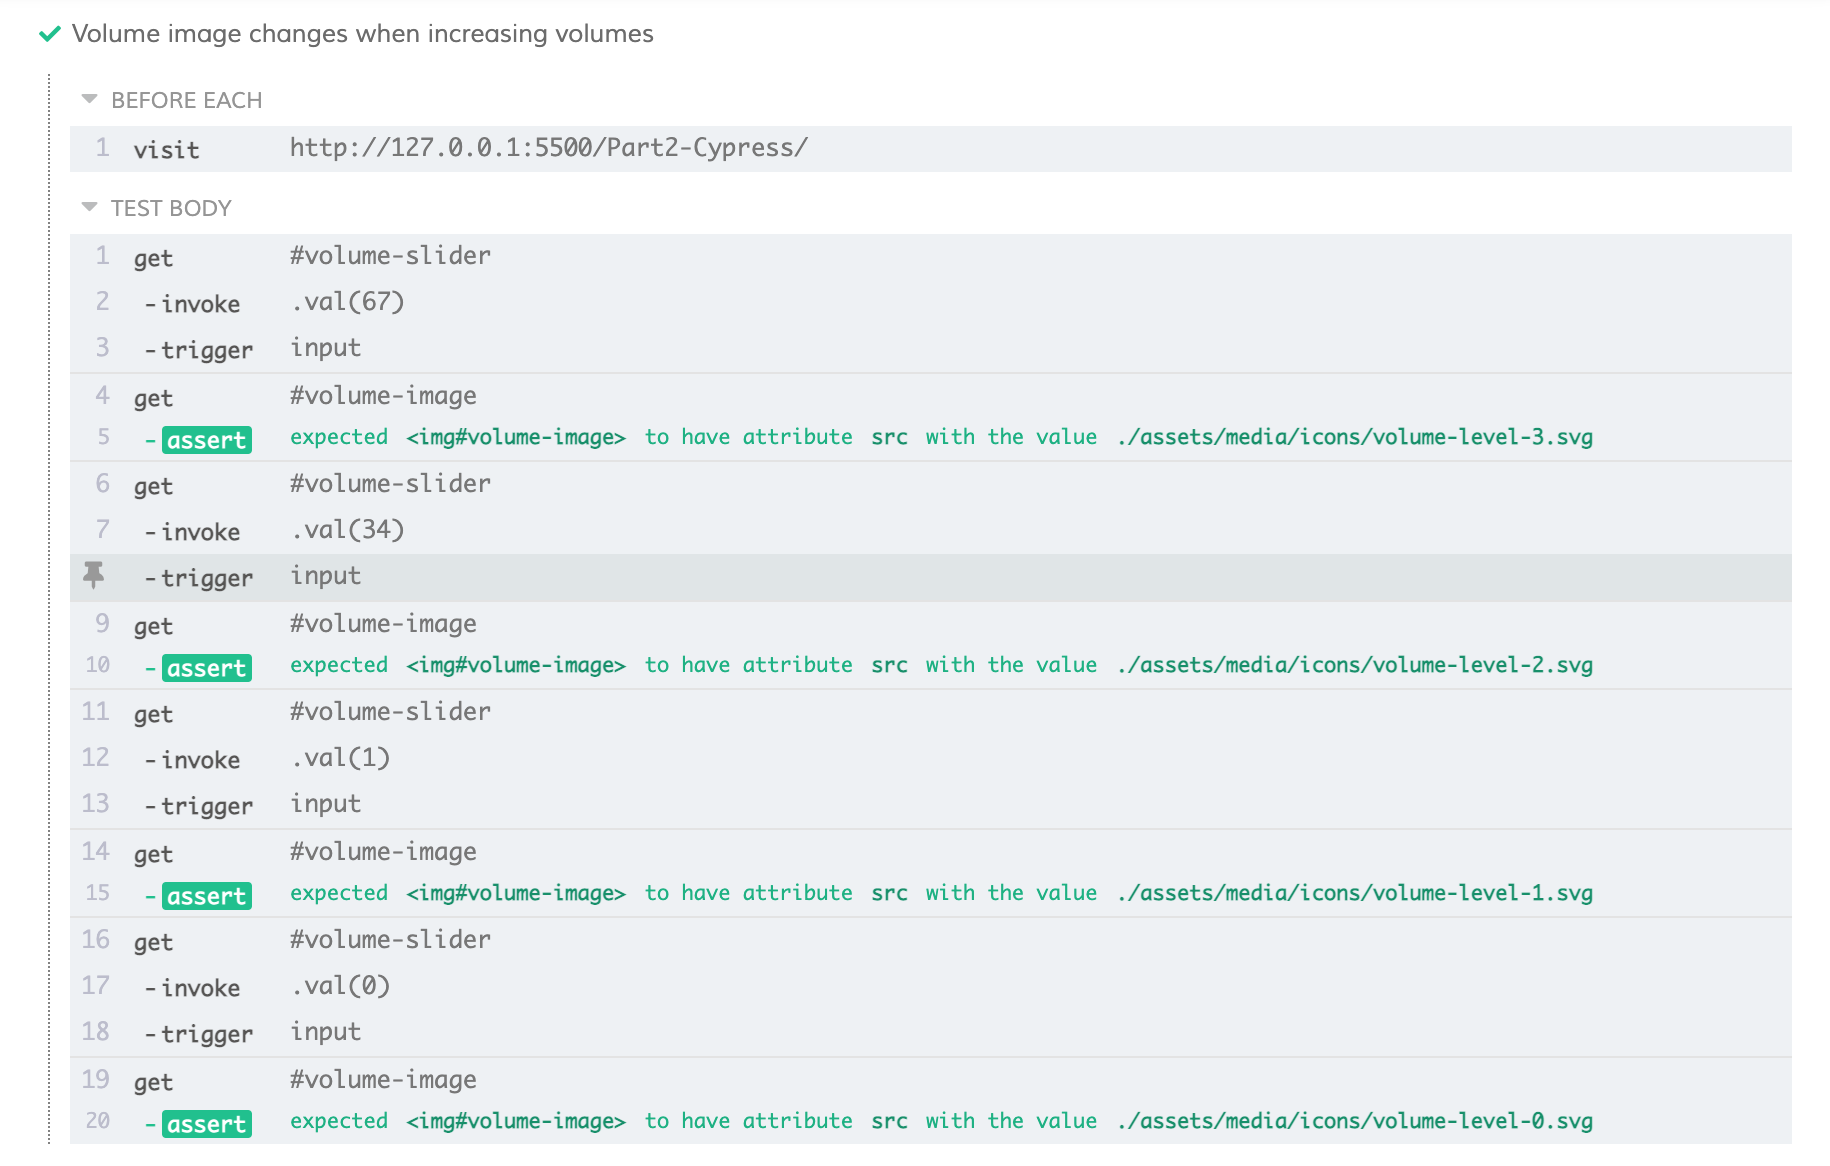 Volume image changes when increasing volumes
BEFORE EACH
1 visit http://127.0.0.1:5500/Part2-Cypress/
TEST BODY
1 get #volume-slider
2 -invoke .val(67)
3 -trigger input
4 get #volume-image
5 -assert expected <img#volume-image> to have attribute src with the value ./assets/media/icons/volume-level-3.svg
6 get #volume-slider
7 -invoke .val(34)
-trigger input
9 get #volume-image
10 -assert expected <img#volume-image> to have attribute src with the value ./assets/media/icons/volume-level-2.svg
11 get #volume-slider
12 -invoke .val(1)
13 -trigger input
14 get #volume-image
15 -assert expected <img#volume-image> to have attribute src with the value ./assets/media/icons/volume-level-1.svg
16 get #volume-slider
17 -invoke .val(0)
18 -trigger input
19 get #volume-image
20 -assert expected <img#volume-image> to have attribute src with the value ./assets/media/icons/volume-level-0.svg